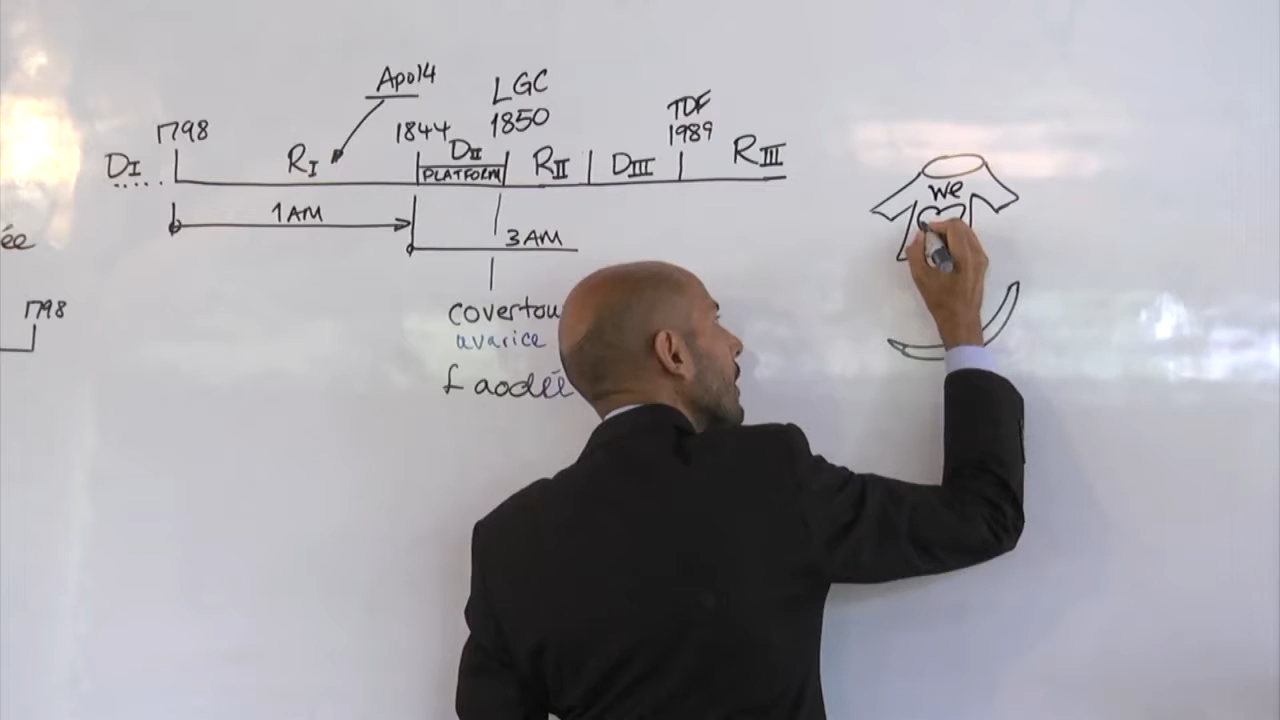 Apo14
LGC
1850
TDF
1989
1798
1844
DI
RI
DII
PLATFORM
RII
DIII
RIII
1AM
3AM
avarice
ée
1798
we